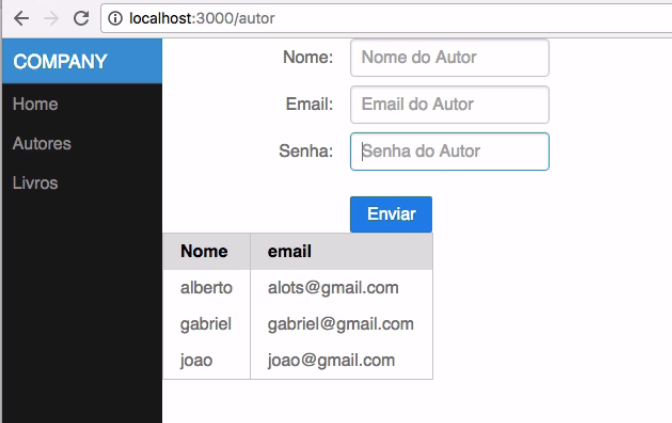 localhost:3000/autor
COMPANY
Home
Autores
Livros
Nome: Nome do Autor
Email: Email do Autor
Senha: Senha do Autor
Enviar
Nome email
alberto alots@gmail.com
gabriel gabriel@gmail.com
joao joao@gmail.com